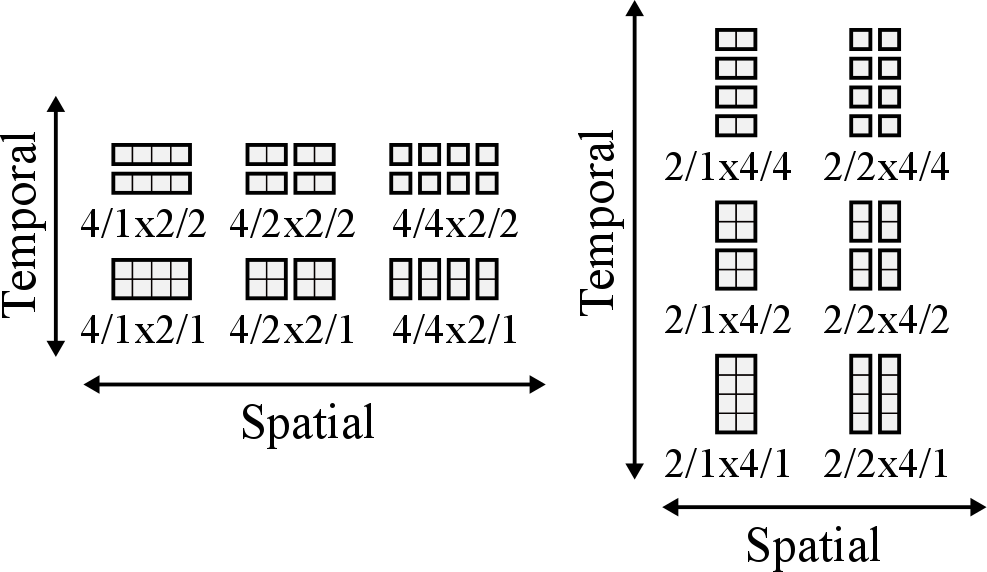 Temporal
4/1x2/2 4/2x2/2 4/4x2/2
4/1x2/1 4/2x2/1 4/4x2/1
Spatial
Temporal
2/1x4/4 2/2x4/4
2/1x4/2 2/2x4/2
2/1x4/1 2/2x4/1
Spatial